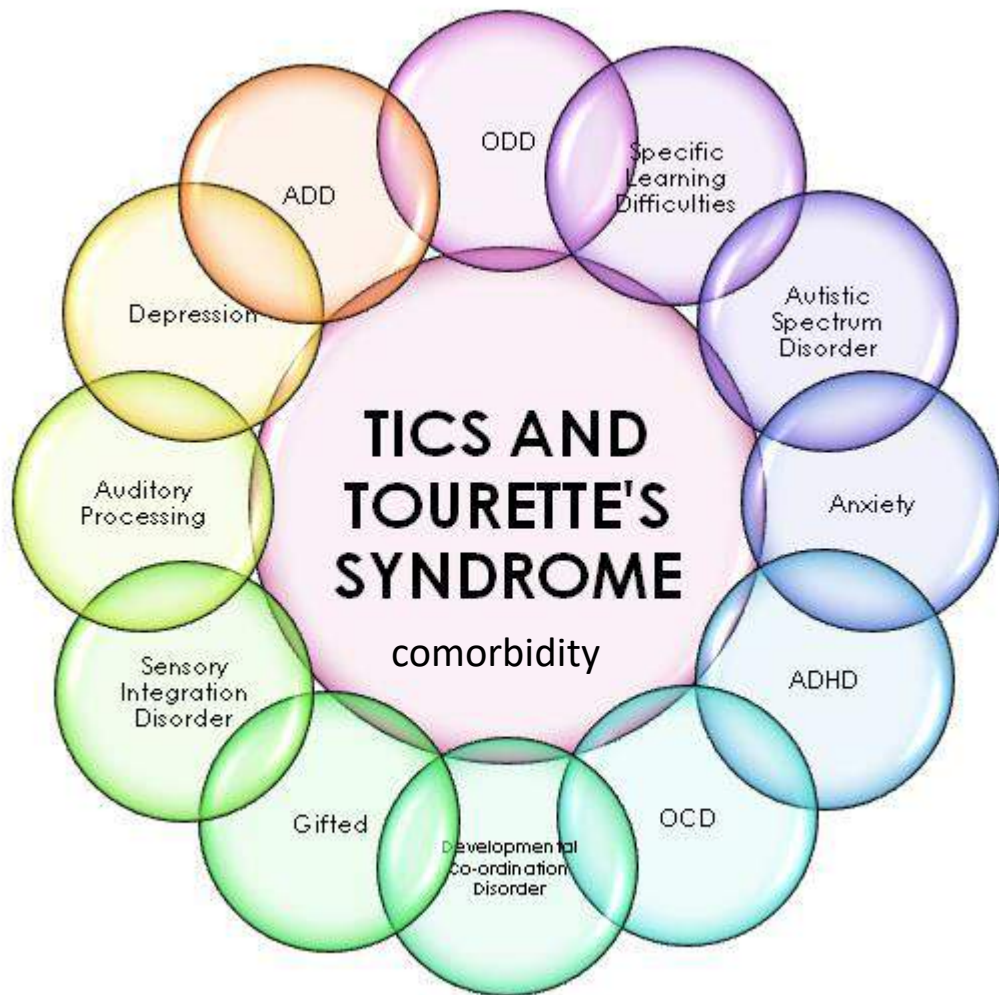 ODD
Specific
Learning
Difficulties
Autistic
Spectrum
Disorder
Anxiety
ADHD
OCD
Developmental
Co-ordination
Disorder
Gifted
Sensory
Integration
Disorder
Auditory
Processing
Depression
ADD
TICS AND
TOURETTE'S
SYNDROME
comorbidity